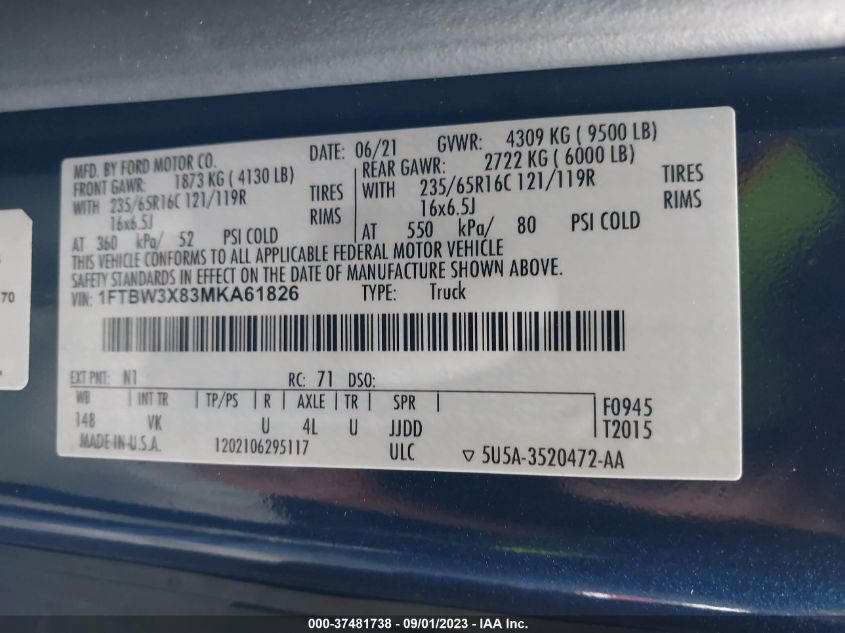 MFD. BY FORD MOTOR CO. DATE: 06/21 GVWR: 4309 KG ( 9500 LB)
FRONT GAWR: 1873 KG ( 4130 LB) REAR GAWR: 2722 KG ( 6000 LB)
WITH 235/65R16C 121/119R TIRES WITH 235/65R16C 121/119R TIRES
16x6.5J RIMS 16x6.5J RIMS
AT 360 kPa/ 52 PSI COLD AT 550 kPa/ 80 PSI COLD
THIS VEHICLE CONFORMS TO ALL APPLICABLE FEDERAL MOTOR VEHICLE
SAFETY STANDARDS IN EFFECT ON THE DATE OF MANUFACTURE SHOWN ABOVE.
VIN: 1FTBW3X83MKA61826 TYPE: Truck
EXT PNT: N1 RC: 71 DSO:
WB INT TR TP/PS R AXLE TR SPR F0945
148 VK U 4L U JJDD T2015
MADE IN U.S.A. 1202106295117 ULC ▽ 5U5A-3520472-AA
70
000-37481738 - 09/01/2023 - IAA Inc.